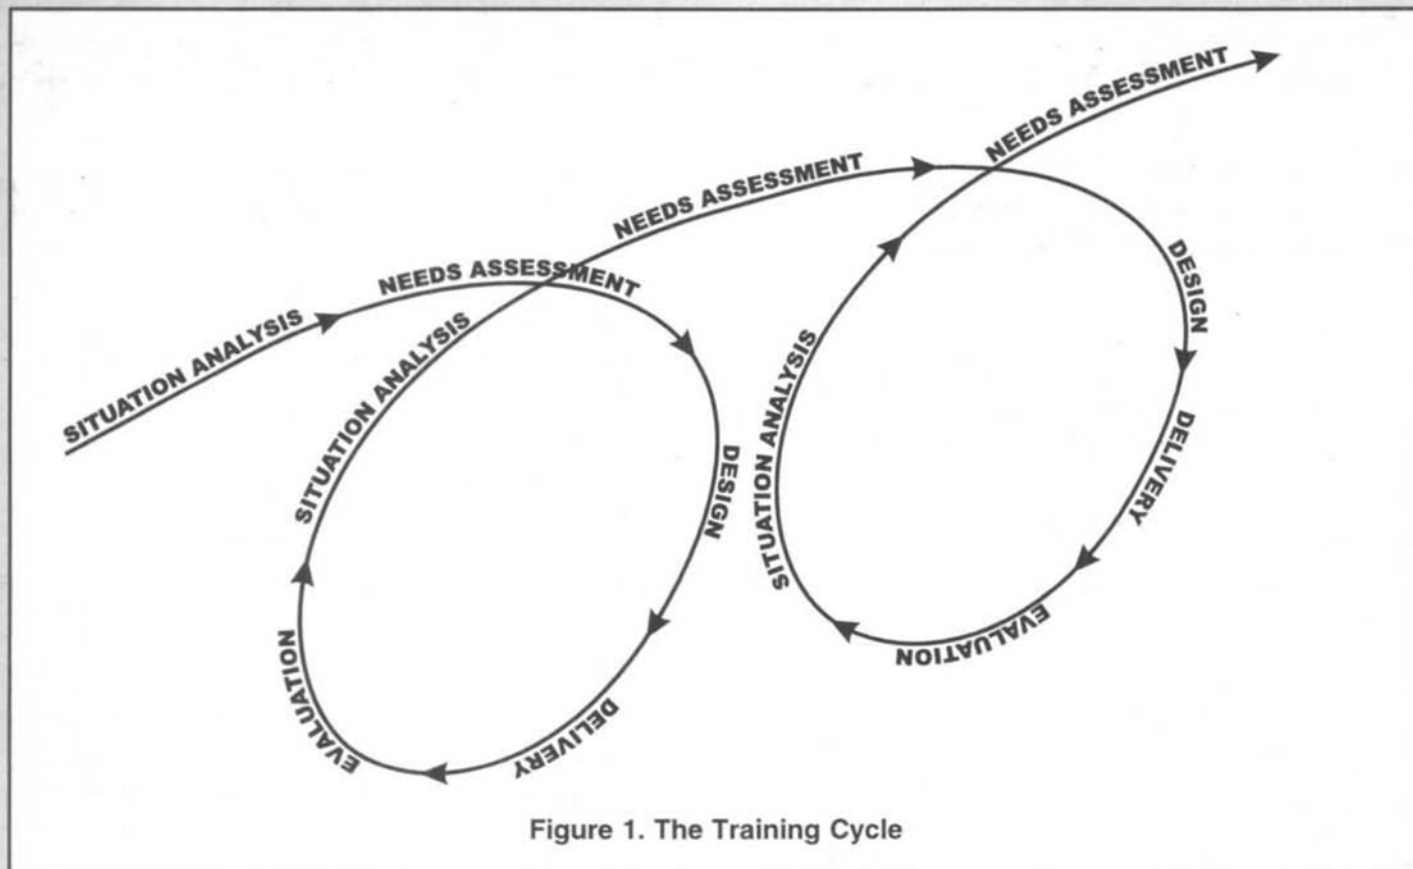 SITUATION ANALYSIS
NEEDS ASSESSMENT
DESIGN
DELIVERY
EVALUATION
SITUATION ANALYSIS
NEEDS ASSESSMENT
DESIGN
DELIVERY
EVALUATION
SITUATION ANALYSIS
NEEDS ASSESSMENT
Figure 1. The Training Cycle